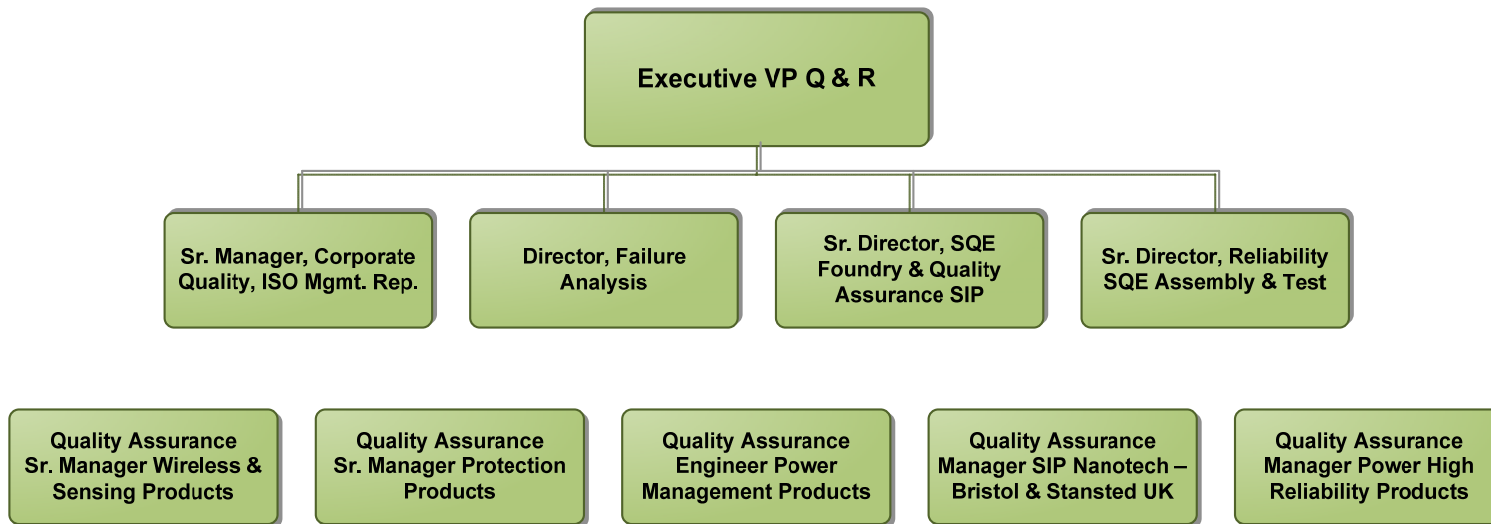 Executive VP Q & R
Sr. Manager, Corporate
Quality, ISO Mgmt. Rep.
Director, Failure
Analysis
Sr. Director, SQE
Foundry & Quality
Assurance SIP
Sr. Director, Reliability
SQE Assembly & Test
Quality Assurance
Sr. Manager Wireless &
Sensing Products
Quality Assurance
Sr. Manager Protection
Products
Quality Assurance
Engineer Power
Management Products
Quality Assurance
Manager SIP Nanotech –
Bristol & Stansted UK
Quality Assurance
Manager Power High
Reliability Products